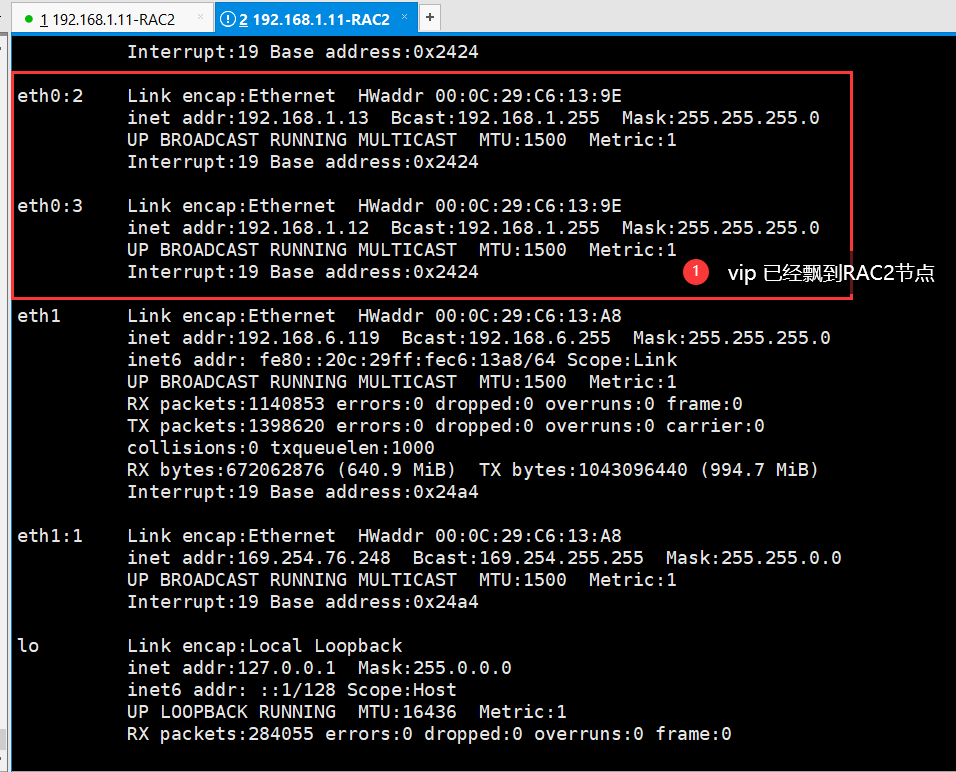 1 192.168.1.11-RAC2 × 2 192.168.1.11-RAC2 × +
Interrupt:19 Base address:0x2424
eth0:2 Link encap:Ethernet HWaddr 00:0C:29:C6:13:9E
inet addr:192.168.1.13 Bcast:192.168.1.255 Mask:255.255.255.0
UP BROADCAST RUNNING MULTICAST MTU:1500 Metric:1
Interrupt:19 Base address:0x2424
eth0:3 Link encap:Ethernet HWaddr 00:0C:29:C6:13:9E
inet addr:192.168.1.12 Bcast:192.168.1.255 Mask:255.255.255.0
UP BROADCAST RUNNING MULTICAST MTU:1500 Metric:1
Interrupt:19 Base address:0x2424
1 vip 已经飘到RAC2节点
eth1 Link encap:Ethernet HWaddr 00:0C:29:C6:13:A8
inet addr:192.168.6.119 Bcast:192.168.6.255 Mask:255.255.255.0
inet6 addr: fe80::20c:29ff:fec6:13a8/64 Scope:Link
UP BROADCAST RUNNING MULTICAST MTU:1500 Metric:1
RX packets:1140853 errors:0 dropped:0 overruns:0 frame:0
TX packets:1398620 errors:0 dropped:0 overruns:0 carrier:0
collisions:0 txqueuelen:1000
RX bytes:672062876 (640.9 MiB) TX bytes:1043096440 (994.7 MiB)
Interrupt:19 Base address:0x24a4
eth1:1 Link encap:Ethernet HWaddr 00:0C:29:C6:13:A8
inet addr:169.254.76.248 Bcast:169.254.255.255 Mask:255.255.0.0
UP BROADCAST RUNNING MULTICAST MTU:1500 Metric:1
Interrupt:19 Base address:0x24a4
lo Link encap:Local Loopback
inet addr:127.0.0.1 Mask:255.0.0.0
inet6 addr: ::1/128 Scope:Host
UP LOOPBACK RUNNING MTU:16436 Metric:1
RX packets:284055 errors:0 dropped:0 overruns:0 frame:0